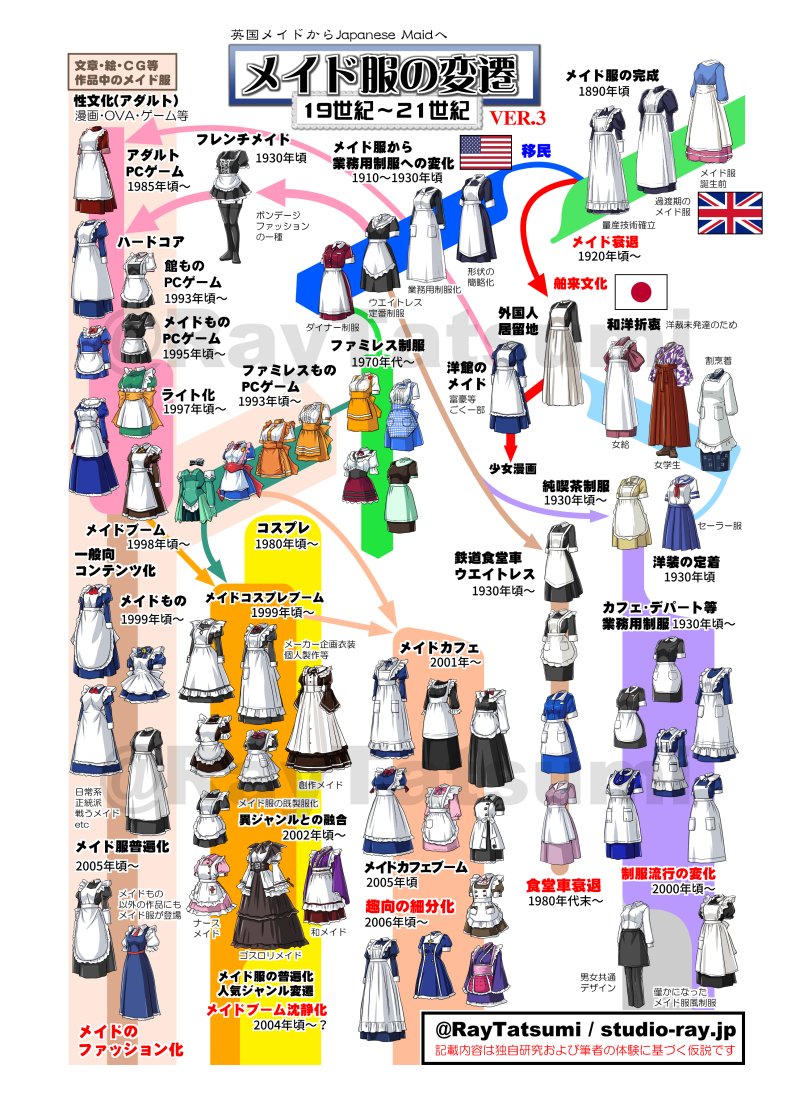 英国メイドからJapanese Maidへ
メイド服の変遷
19世紀～21世紀
VER.3
文章・絵・CG等
作品中のメイド服
性文化(アダルト)
漫画・OVA・ゲーム等
アダルト
PCゲーム
1985年頃～
フレンチメイド
1930年頃
ボンデージ
ファッション
の一種
メイド服から
業務用制服への変化
1910～1930年頃
移民
メイド服の完成
1890年頃
メイド服
誕生前
過渡期の
メイド服
量産技術確立
メイド衰退
1920年頃～
形状の
簡略化
業務用制服化
ウエイトレス
定番制服
ダイナー制服
ハードコア
館もの
PCゲーム
1993年頃～
メイドもの
PCゲーム
1995年頃～
ライト化
1997年頃～
ファミレスもの
PCゲーム
1993年頃～
ファミレス制服
1970年代～
舶来文化
外国人
居留地
和洋折衷
洋裁未発達のため
割烹着
洋館の
メイド
富豪等
ごく一部
女給
女学生
少女漫画
純喫茶制服
1930年頃～
セーラー服
洋装の定着
1930年頃
メイドブーム
1998年頃～
コスプレ
1980年頃～
鉄道食堂車
ウエイトレス
1930年頃～
一般向
コンテンツ化
メイドもの
1999年頃～
メイドコスプレブーム
1999年頃～
メーカー企画衣装
個人製作等
メイドカフェ
2001年～
カフェ・デパート等
業務用制服 1930年頃～
創作メイド
メイド服の既製服化
日常系
正統派
戦うメイド
etc
異ジャンルとの融合
2002年頃～
メイド服普遍化
2005年頃～
メイドもの
以外の作品にも
メイド服が登場
ナース
メイド
ゴスロリメイド
和メイド
メイドカフェブーム
2005年頃
趣向の細分化
2006年頃～
食堂車衰退
1980年代末～
制服流行の変化
2000年頃～
男女共通
デザイン
僅かになった
メイド服風制服
メイド服の普遍化
人気ジャンル変遷
メイドブーム沈静化
2004年頃～？
メイドの
ファッション化
@RayTatsumi / studio-ray.jp
記載内容は独自研究および筆者の体験に基づく仮説です
@RayTatsumi
@RayTatsumi